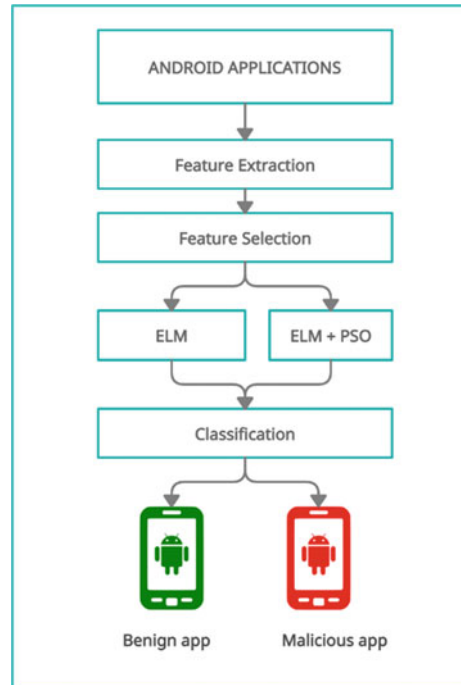 ANDROID APPLICATIONS
Feature Extraction
Feature Selection
ELM
ELM + PSO
Classification
Benign app
Malicious app